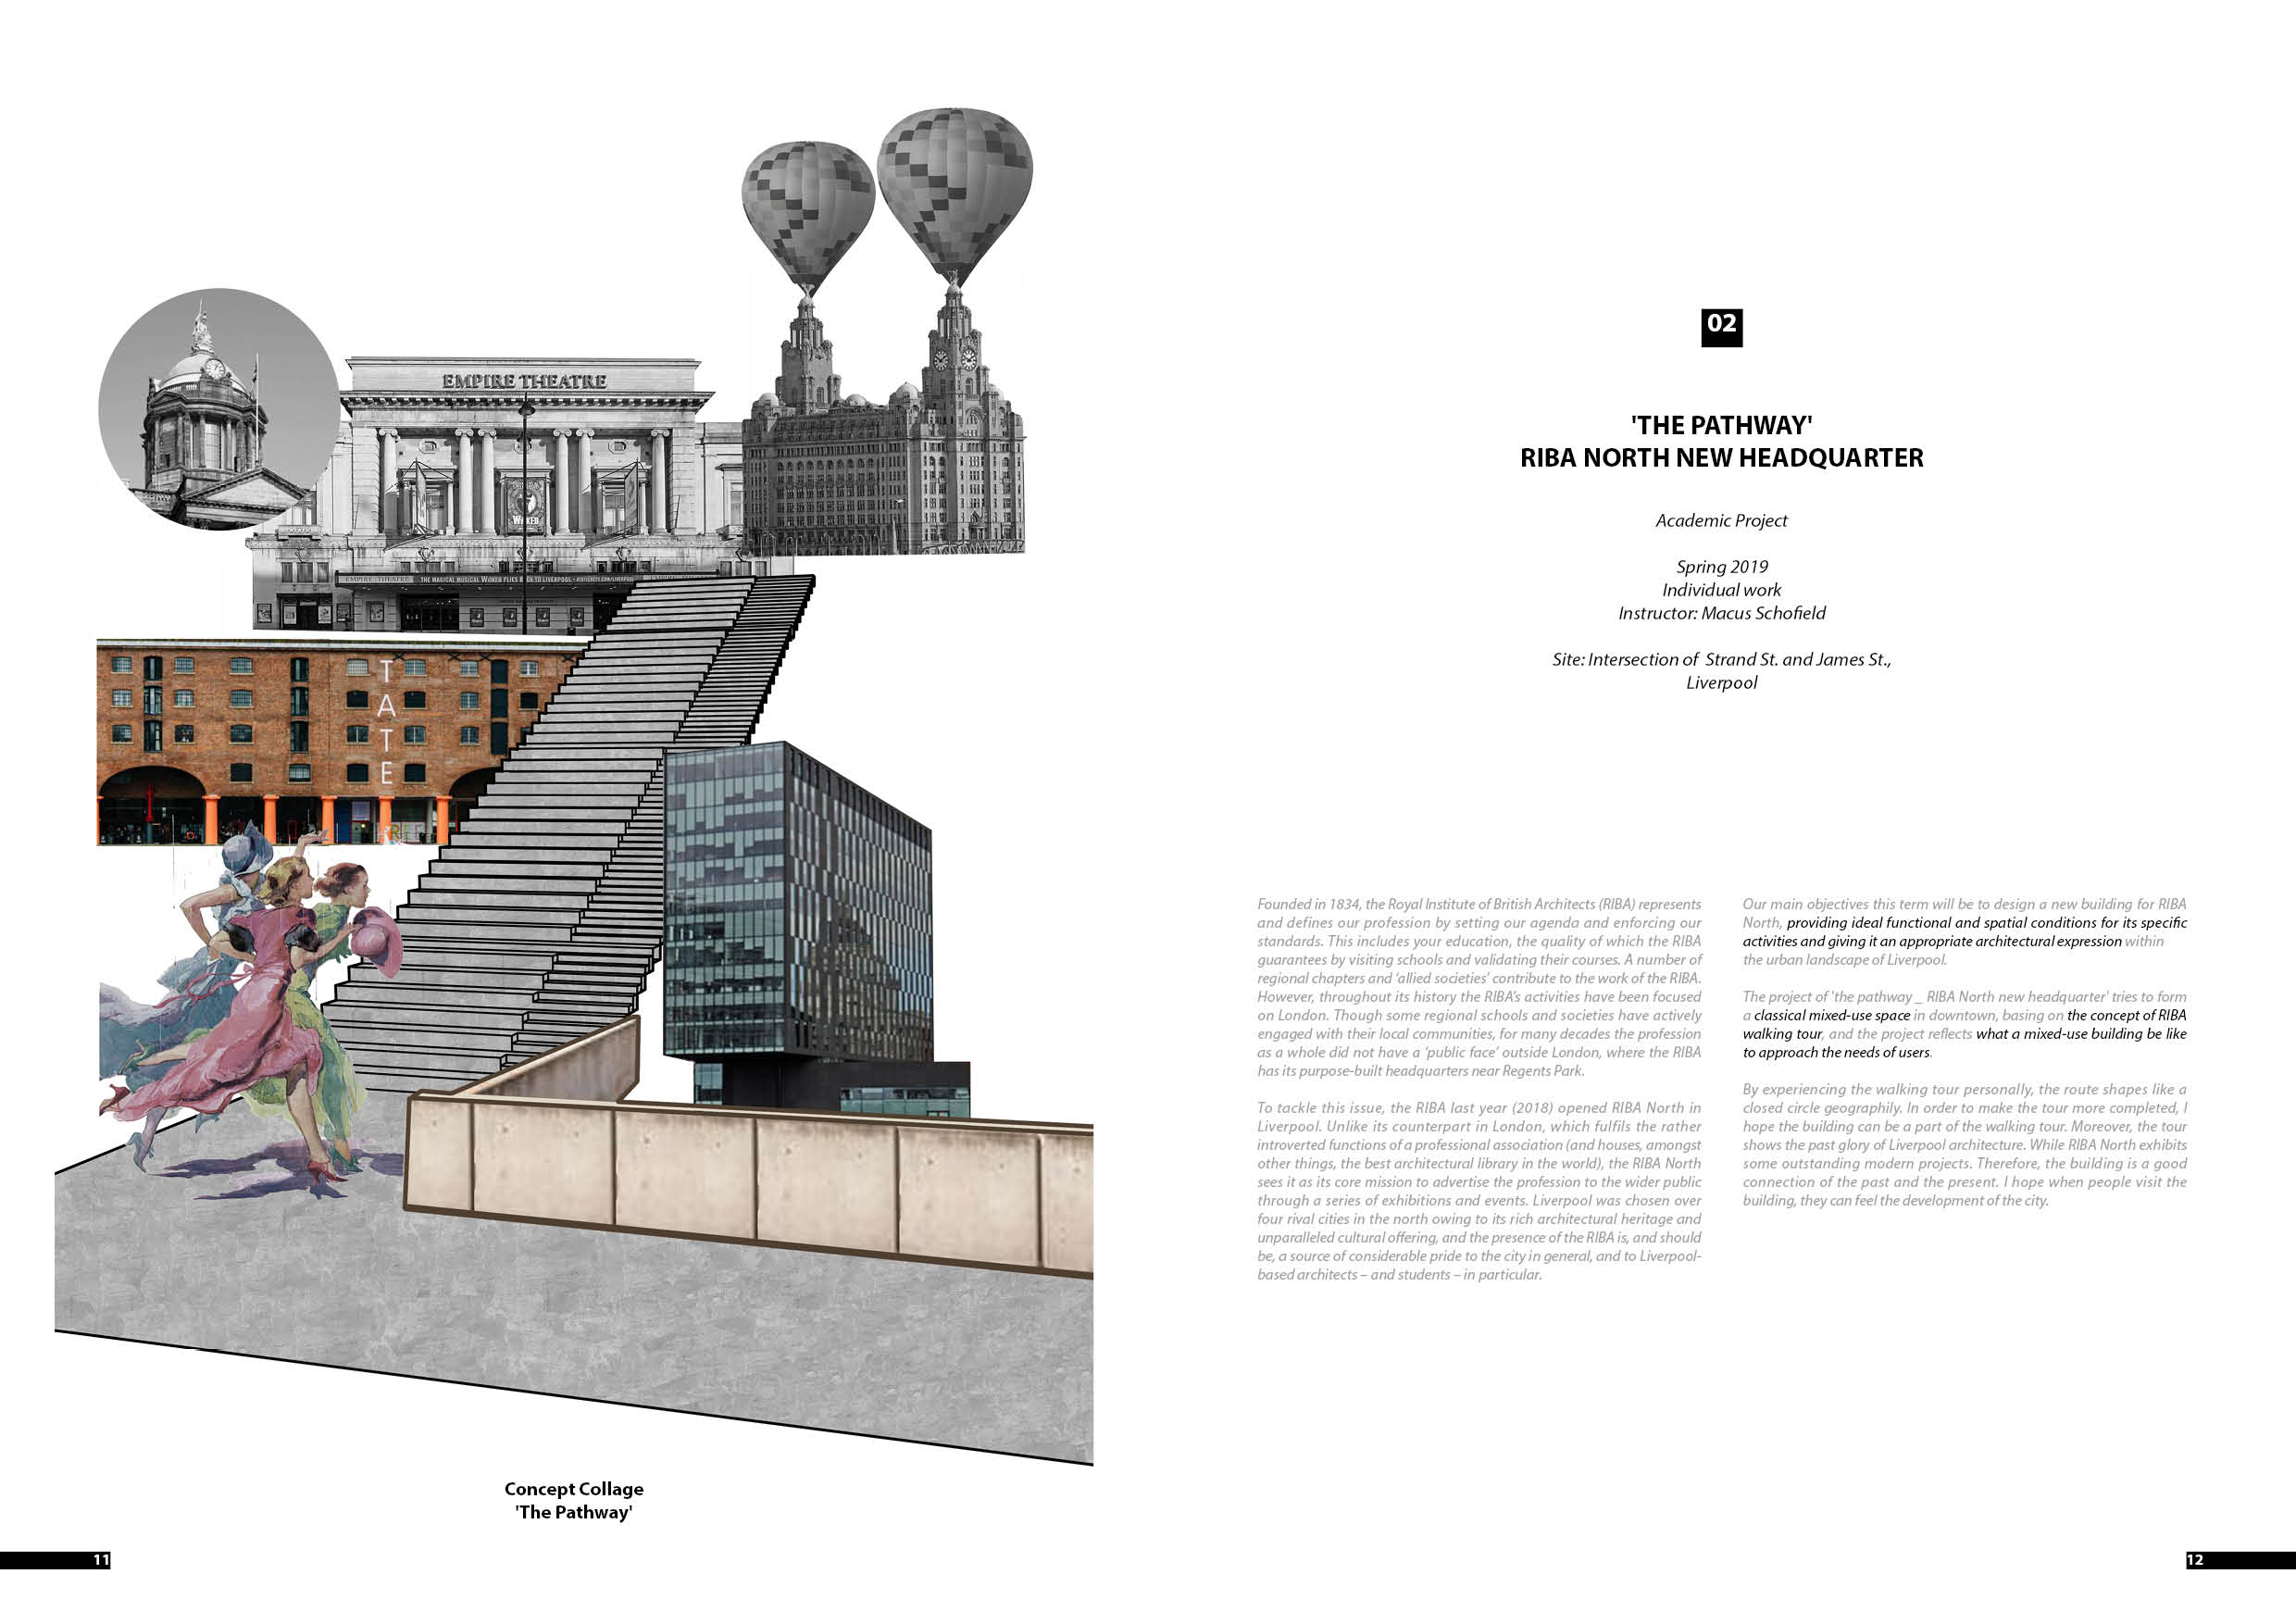 EMPIRE THEATRE
WICKED
EMPIRE THEATRE THE MAGICAL MUSICAL WICKED FLIES BACK TO LIVERPOOL
T
A
T
E
Concept Collage
'The Pathway'
11
02
'THE PATHWAY'
RIBA NORTH NEW HEADQUARTER
Academic Project
Spring 2019
Individual work
Instructor: Macus Schofield
Site: Intersection of Strand St. and James St.,
Liverpool
Founded in 1834, the Royal Institute of British Architects (RIBA) represents
and defines our profession by setting our agenda and enforcing our
standards. This includes your education, the quality of which the RIBA
guarantees by visiting schools and validating their courses. A number of
regional chapters and ‘allied societies’ contribute to the work of the RIBA.
However, throughout its history the RIBA’s activities have been focused
on London. Though some regional schools and societies have actively
engaged with their local communities, for many decades the profession
as a whole did not have a ‘public face’ outside London, where the RIBA
has its purpose-built headquarters near Regents Park.
To tackle this issue, the RIBA last year (2018) opened RIBA North in
Liverpool. Unlike its counterpart in London, which fulfils the rather
introverted functions of a professional association (and houses, amongst
other things, the best architectural library in the world), the RIBA North
sees it as its core mission to advertise the profession to the wider public
through a series of exhibitions and events. Liverpool was chosen over
four rival cities in the north owing to its rich architectural heritage and
unparalleled cultural offering, and the presence of the RIBA is, and should
be, a source of considerable pride to the city in general, and to Liverpool-
based architects – and students – in particular.
Our main objectives this term will be to design a new building for RIBA
North, providing ideal functional and spatial conditions for its specific
activities and giving it an appropriate architectural expression within
the urban landscape of Liverpool.
The project of 'the pathway _ RIBA North new headquarter' tries to form
a classical mixed-use space in downtown, basing on the concept of RIBA
walking tour, and the project reflects what a mixed-use building be like
to approach the needs of users.
By experiencing the walking tour personally, the route shapes like a
closed circle geographily. In order to make the tour more completed, I
hope the building can be a part of the walking tour. Moreover, the tour
shows the past glory of Liverpool architecture. While RIBA North exhibits
some outstanding modern projects. Therefore, the building is a good
connection of the past and the present. I hope when people visit the
building, they can feel the development of the city.
12